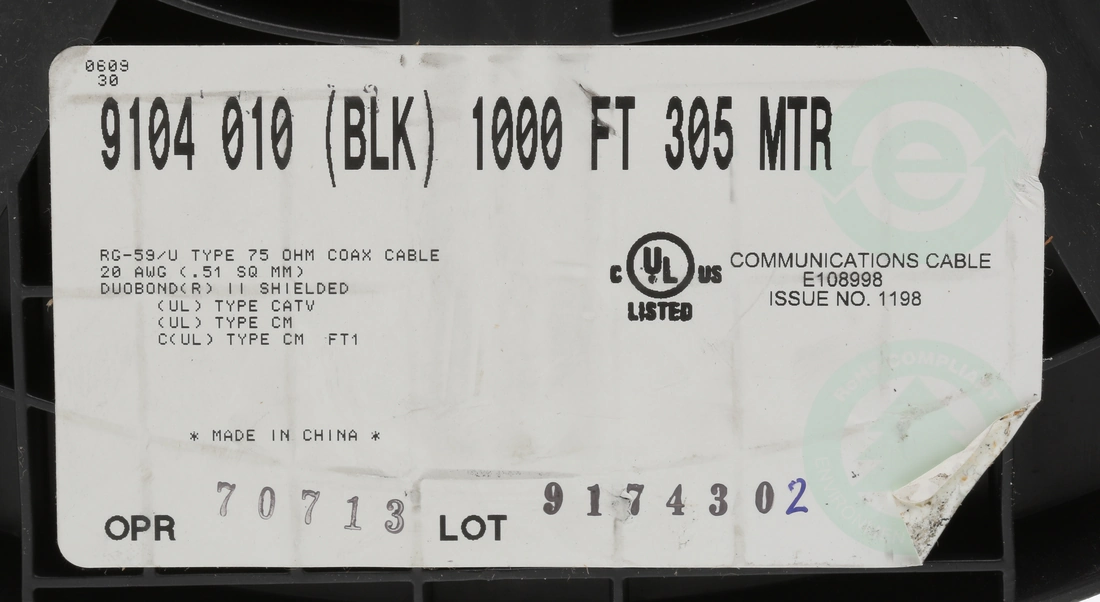 0609
30
9104 010 (BLK) 1000 FT 305 MTR
e
RG-59/U TYPE 75 OHM COAX CABLE
20 AWG (.51 SQ MM)
DUOBOND(R) II SHIELDED
(UL) TYPE CATV
(UL) TYPE CM
C(UL) TYPE CM FT1
C UL US
LISTED
COMMUNICATIONS CABLE
E108998
ISSUE NO. 1198
* MADE IN CHINA *
OPR 70713 LOT 9174302